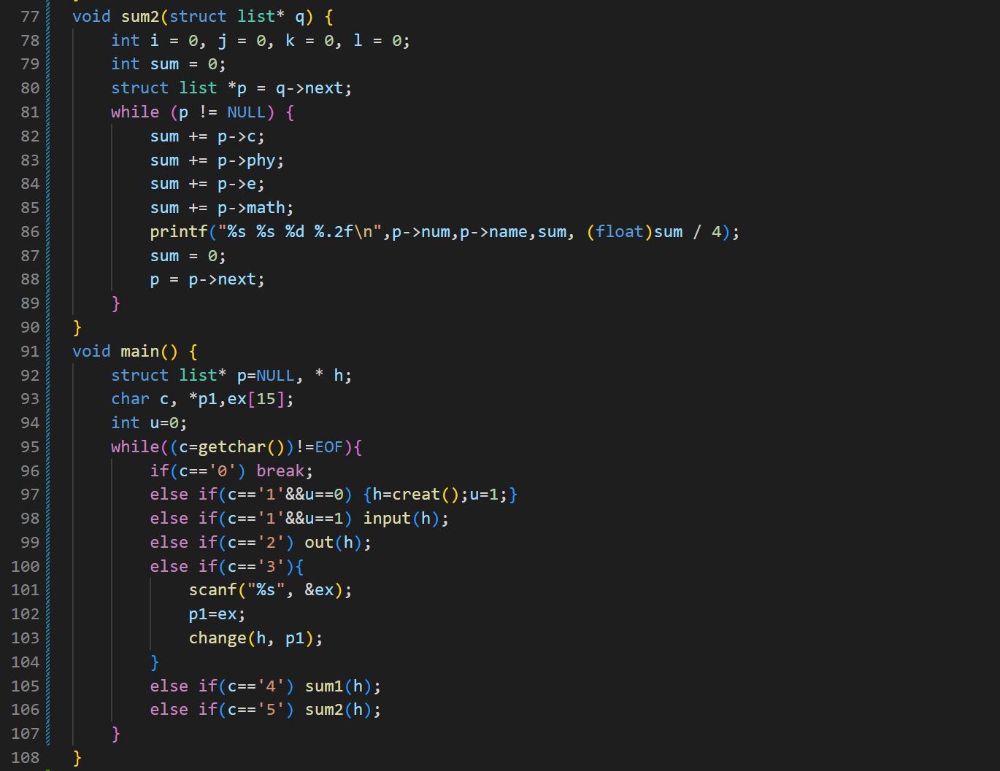 77 void sum2(struct list* q) {
78     int i = 0, j = 0, k = 0, l = 0;
79     int sum = 0;
80     struct list *p = q->next;
81     while (p != NULL) {
82         sum += p->c;
83         sum += p->phy;
84         sum += p->e;
85         sum += p->math;
86         printf("%s %s %d %.2f\n",p->num,p->name,sum, (float)sum / 4);
87         sum = 0;
88         p = p->next;
89     }
90 }
91 void main() {
92     struct list* p=NULL, * h;
93     char c, *p1,ex[15];
94     int u=0;
95     while((c=getchar())!=EOF){
96         if(c=='0') break;
97         else if(c=='1'&&u==0) {h=creat();u=1;}
98         else if(c=='1'&&u==1) input(h);
99         else if(c=='2') out(h);
100         else if(c=='3'){
101             scanf("%s", &ex);
102             p1=ex;
103             change(h, p1);
104         }
105         else if(c=='4') sum1(h);
106         else if(c=='5') sum2(h);
107     }
108 }